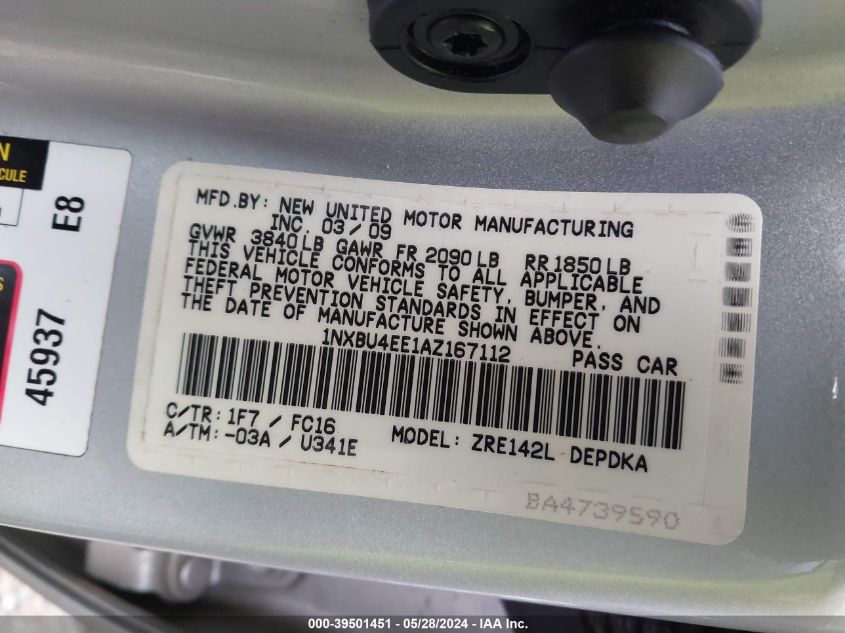 MFD.BY: NEW UNITED MOTOR MANUFACTURING
INC. 03/09
GVWR 3840LB GAWR FR 2090LB RR 1850LB
THIS VEHICLE CONFORMS TO ALL APPLICABLE
FEDERAL MOTOR VEHICLE SAFETY, BUMPER, AND
THEFT PREVENTION STANDARDS IN EFFECT ON
THE DATE OF MANUFACTURE SHOWN ABOVE.
1NXBU4EE1AZ167112 PASS CAR
C/TR: 1F7 / FC16
A/TM: -03A / U341E MODEL: ZRE142L DEPDKA
BA4739590
E8
45937
000-39501451 - 05/28/2024 - IAA Inc.